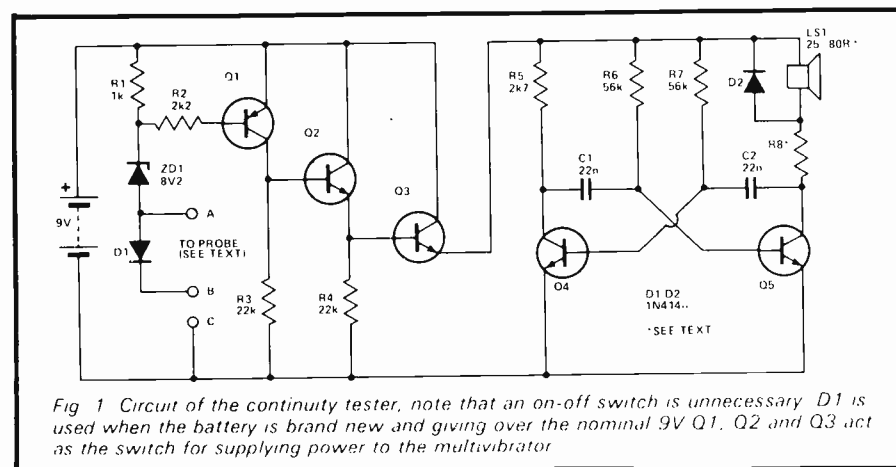 LS1
25 80R*
R1
1k
R2
2k2
Q1
Q2
Q3
R5
2k7
R6
56k
R7
56k
D2
R8*
ZD1
8V2
C1
22n
C2
22n
+
9V
A
D1
TO PROBE
(SEE TEXT)
B
C
R3
22k
R4
22k
Q4
Q5
D1 D2
1N414..
*SEE TEXT
Fig 1 Circuit of the continuity tester, note that an on-off switch is unnecessary D1 is
used when the battery is brand new and giving over the nominal 9V Q1, Q2 and Q3 act
as the switch for supplying power to the multivibrator